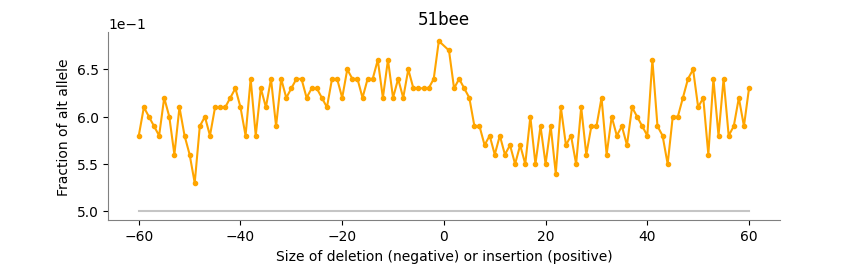 51bee
1e−1
Fraction of alt allele
6.5
6.0
5.5
5.0
−60 −40 −20 0 20 40 60
Size of deletion (negative) or insertion (positive)